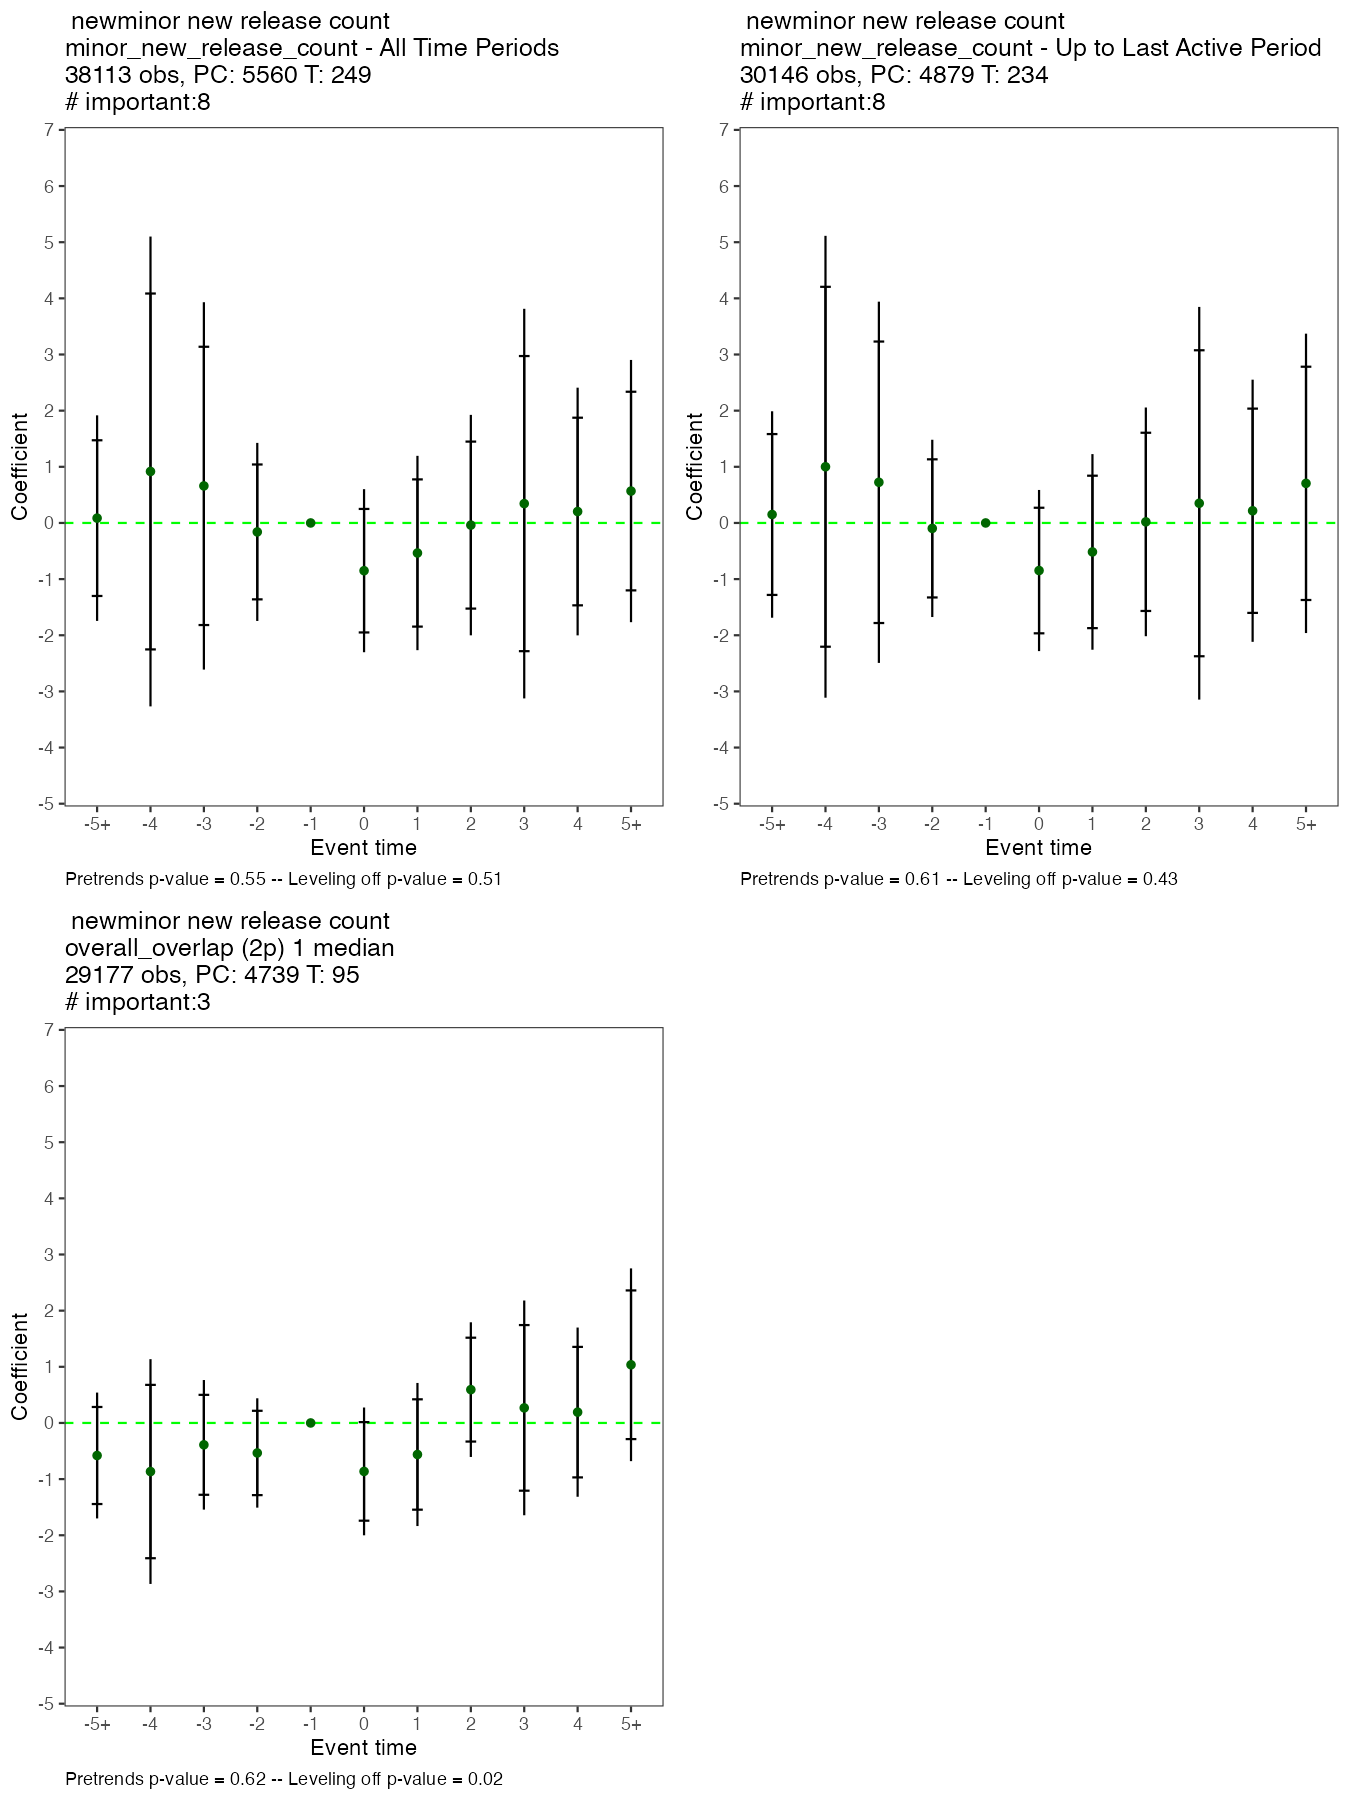 newminor new release count
minor_new_release_count - All Time Periods
38113 obs, PC: 5560 T: 249
# important:8
7
6
5
4
3
2
1
0
-1
-2
-3
-4
-5
Coefficient
-5+ -4 -3 -2 -1 0 1 2 3 4 5+
Event time
Pretrends p-value = 0.55 -- Leveling off p-value = 0.51
newminor new release count
minor_new_release_count - Up to Last Active Period
30146 obs, PC: 4879 T: 234
# important:8
7
6
5
4
3
2
1
0
-1
-2
-3
-4
-5
Coefficient
-5+ -4 -3 -2 -1 0 1 2 3 4 5+
Event time
Pretrends p-value = 0.61 -- Leveling off p-value = 0.43
newminor new release count
overall_overlap (2p) 1 median
29177 obs, PC: 4739 T: 95
# important:3
7
6
5
4
3
2
1
0
-1
-2
-3
-4
-5
Coefficient
-5+ -4 -3 -2 -1 0 1 2 3 4 5+
Event time
Pretrends p-value = 0.62 -- Leveling off p-value = 0.02